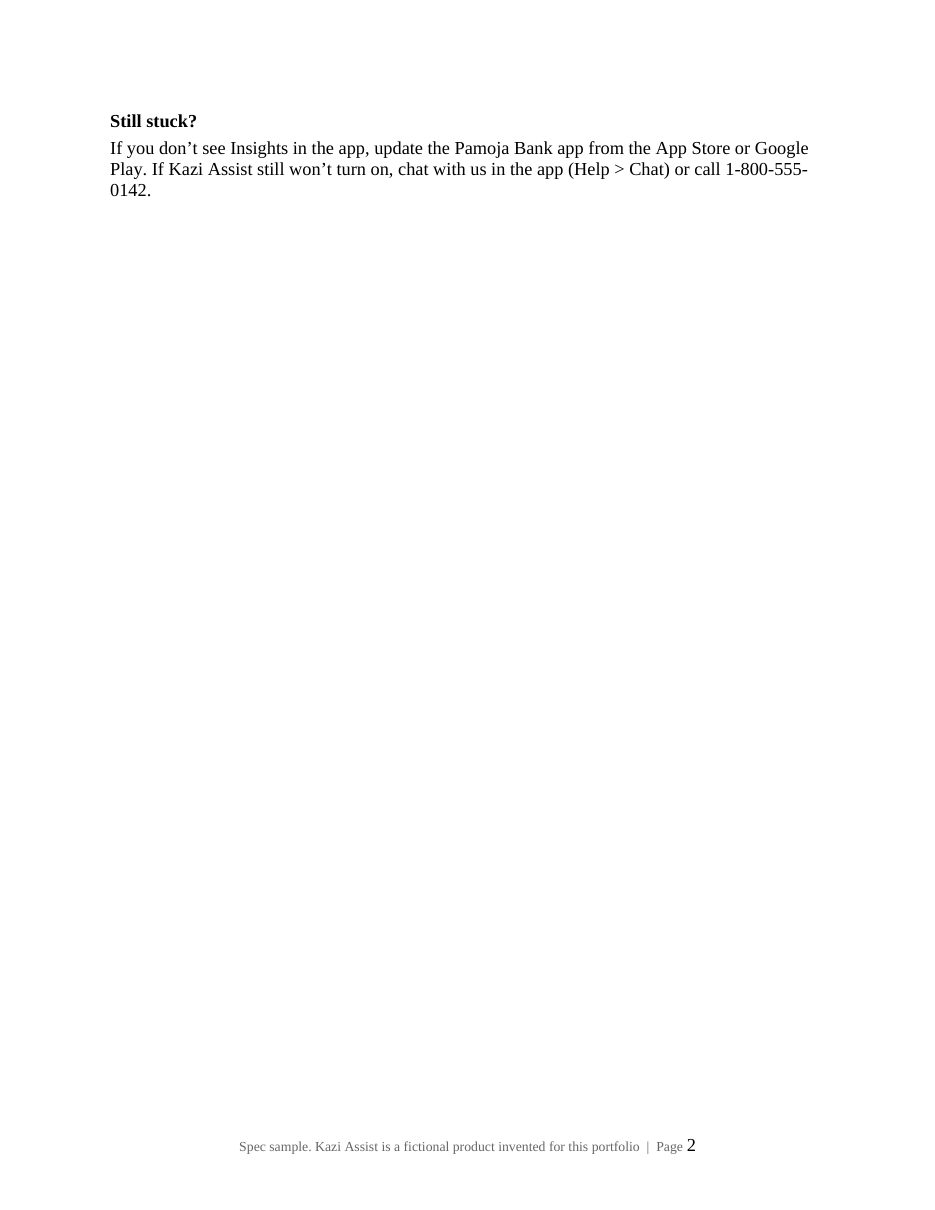 Still stuck?
If you don’t see Insights in the app, update the Pamoja Bank app from the App Store or Google
Play. If Kazi Assist still won’t turn on, chat with us in the app (Help > Chat) or call 1-800-555-
0142.
Spec sample. Kazi Assist is a fictional product invented for this portfolio | Page 2